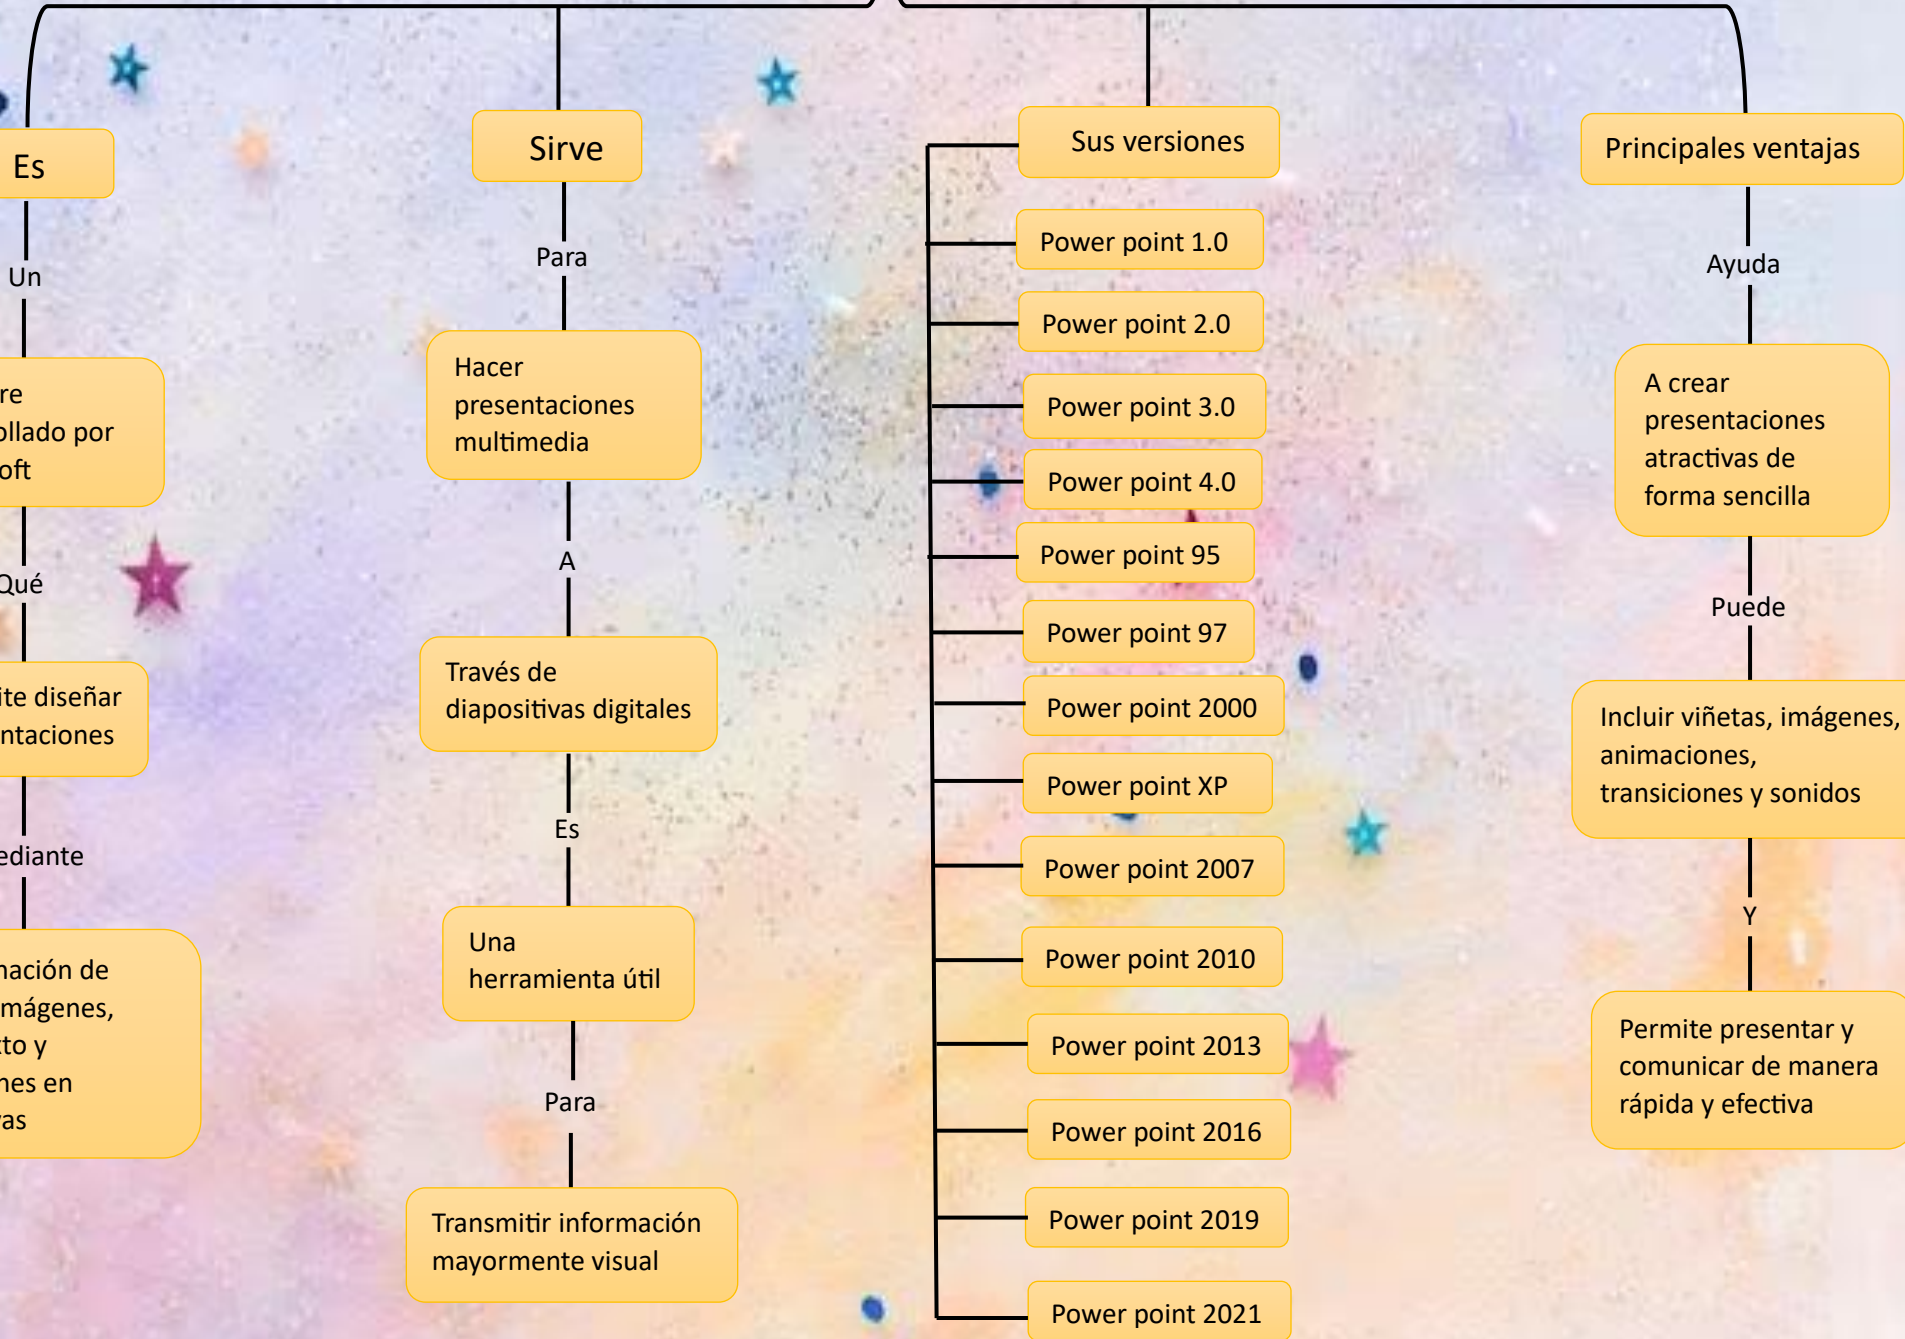 Es
Un
ollado por
oft
Qué
ite diseñar
ntaciones
ediante
nación de
mágenes,
to y
nes en
vas
Sirve
Para
Hacer
presentaciones
multimedia
A
Través de
diapositivas digitales
Es
Una
herramienta útil
Para
Transmitir información
mayormente visual
Sus versiones
Power point 1.0
Power point 2.0
Power point 3.0
Power point 4.0
Power point 95
Power point 97
Power point 2000
Power point XP
Power point 2007
Power point 2010
Power point 2013
Power point 2016
Power point 2019
Power point 2021
Principales ventajas
Ayuda
A crear
presentaciones
atractivas de
forma sencilla
Puede
Incluir viñetas, imágenes,
animaciones,
transiciones y sonidos
Y
Permite presentar y
comunicar de manera
rápida y efectiva